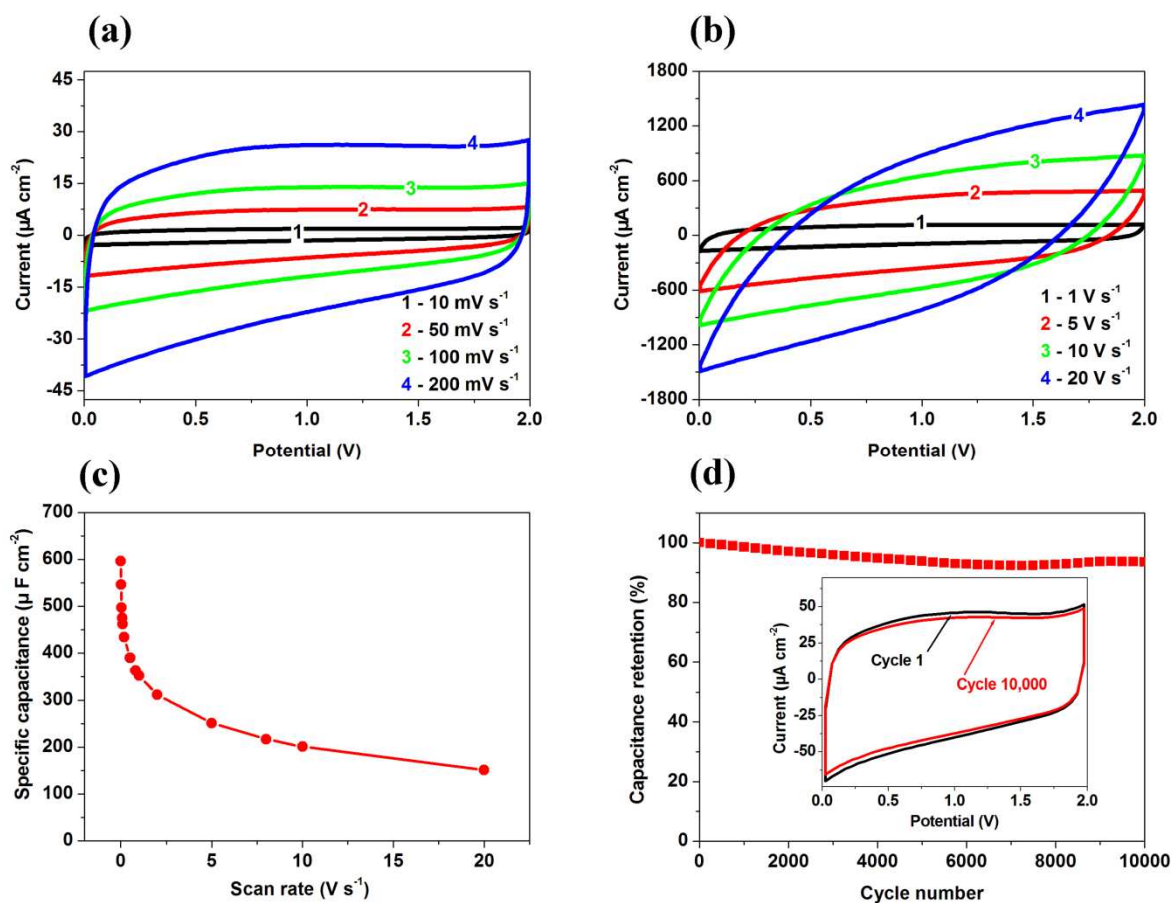 (a)
Current (µA cm⁻²)
45
30
15
0
-15
-30
-45
4
3
2
1
1 - 10 mV s⁻¹
2 - 50 mV s⁻¹
3 - 100 mV s⁻¹
4 - 200 mV s⁻¹
0.0 0.5 1.0 1.5 2.0
Potential (V)
(b)
Current (µA cm⁻²)
1800
1200
600
0
-600
-1200
-1800
4
3
2
1
1 - 1 V s⁻¹
2 - 5 V s⁻¹
3 - 10 V s⁻¹
4 - 20 V s⁻¹
0.0 0.5 1.0 1.5 2.0
Potential (V)
(c)
Specific capacitance (µ F cm⁻²)
700
600
500
400
300
200
100
0
0 5 10 15 20
Scan rate (V s⁻¹)
(d)
Capacitance retention (%)
100
80
60
40
20
0
Current (µA cm⁻²)
50
25
0
-25
-50
Cycle 1
Cycle 10,000
0.0 0.5 1.0 1.5 2.0
Potential (V)
0 2000 4000 6000 8000 10000
Cycle number